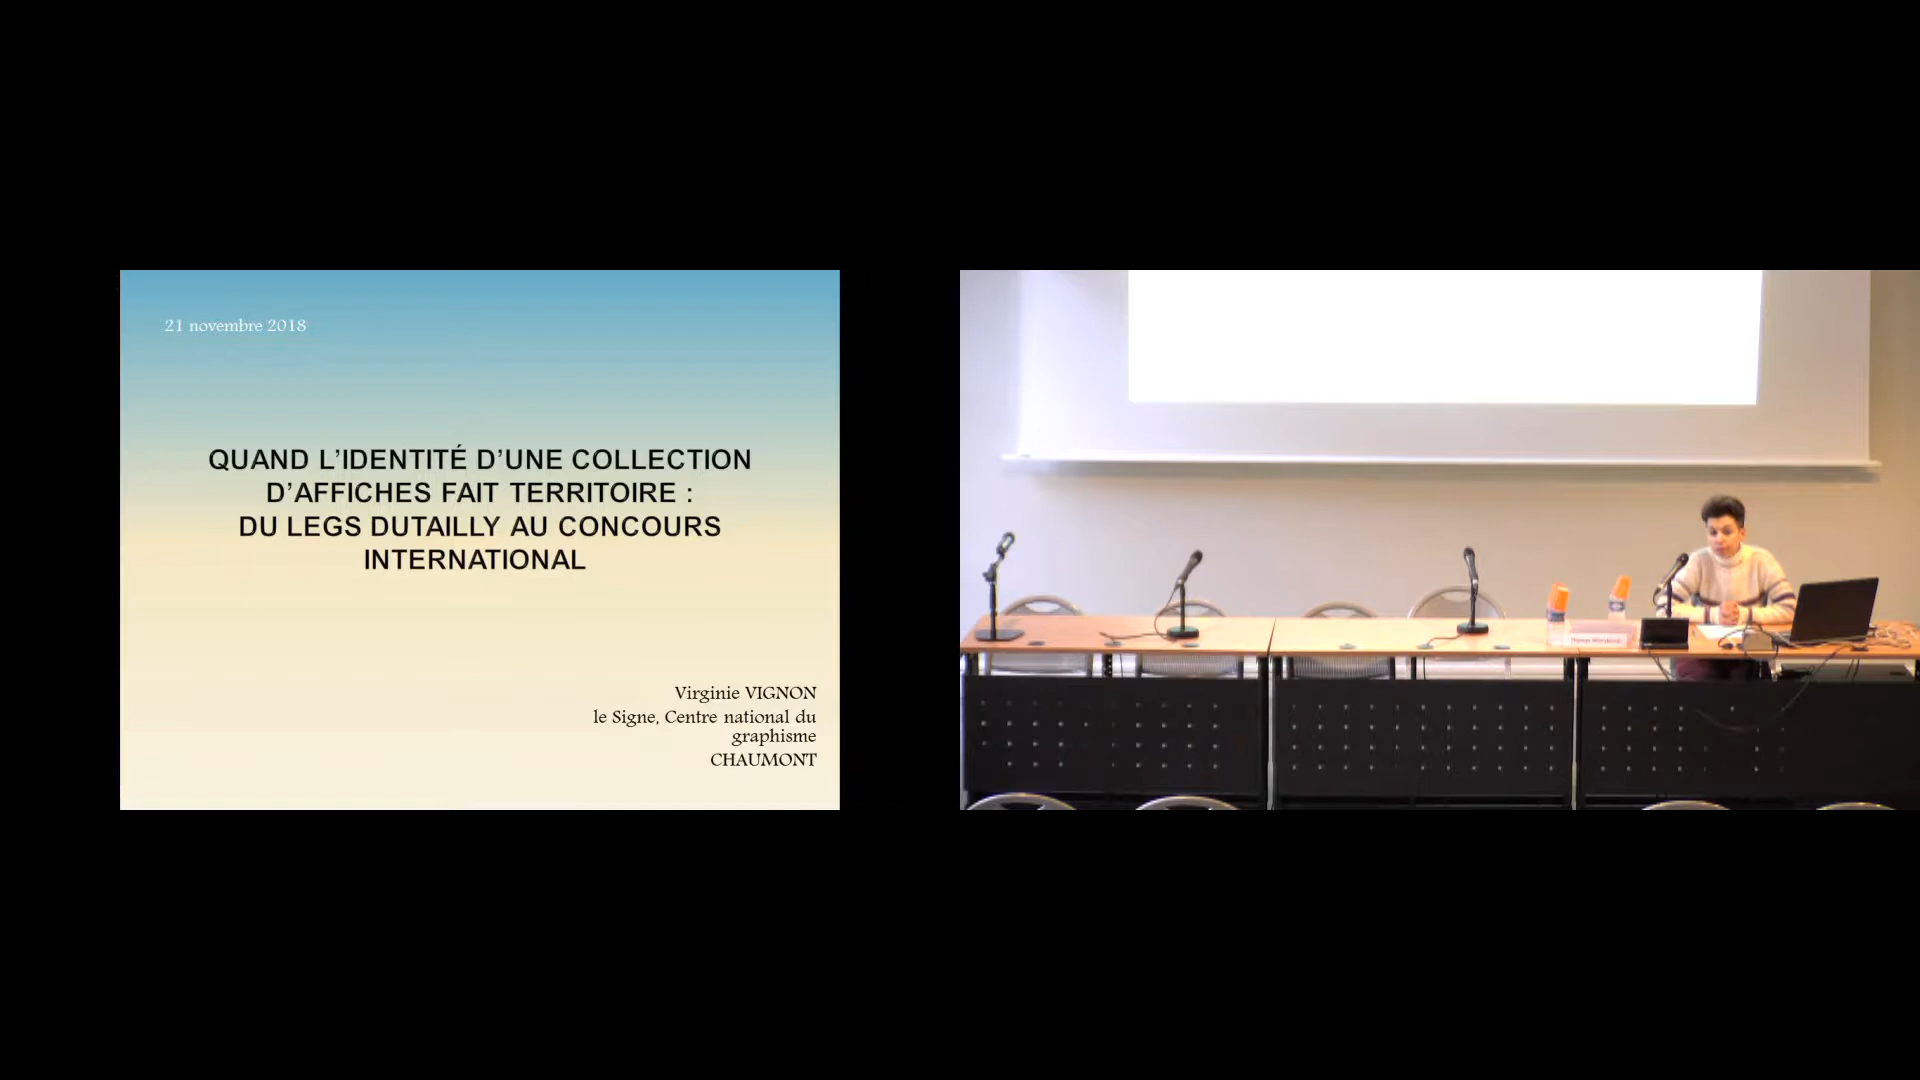 21 novembre 2018
QUAND L’IDENTITÉ D’UNE COLLECTION
D’AFFICHES FAIT TERRITOIRE :
DU LEGS DUTAILLY AU CONCOURS
INTERNATIONAL
Virginie VIGNON
le Signe, Centre national du
graphisme
CHAUMONT